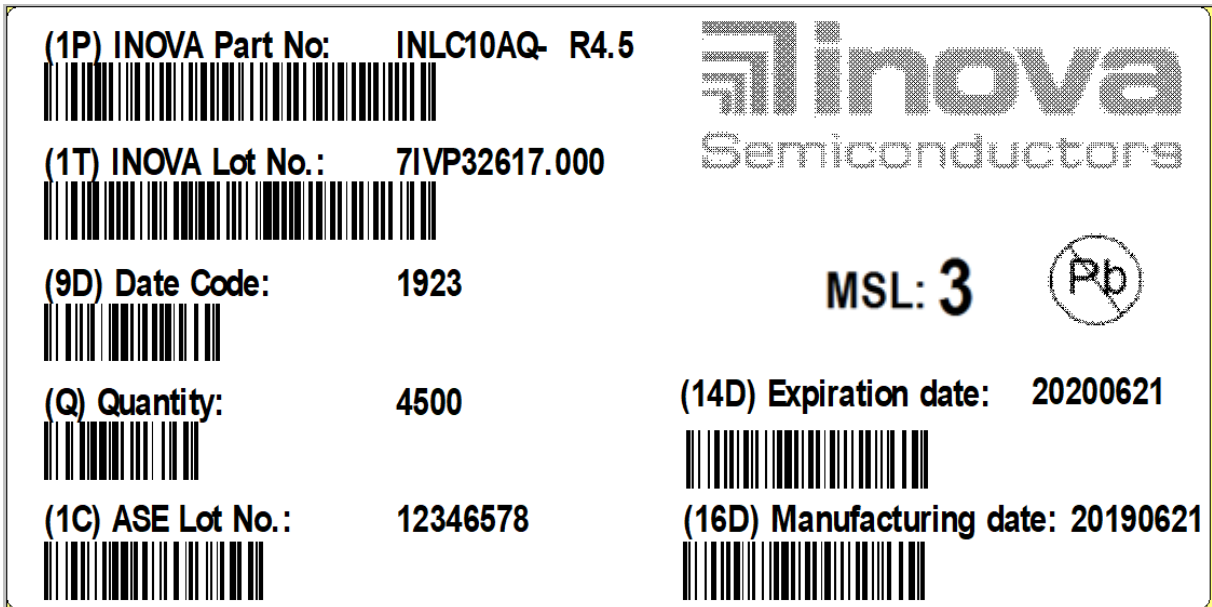 (1P) INOVA Part No: INLC10AQ- R4.5
inova
Semiconductors
(1T) INOVA Lot No.: 7IVP32617.000
(9D) Date Code: 1923
MSL: 3
Pb
(Q) Quantity: 4500
(14D) Expiration date: 20200621
(1C) ASE Lot No.: 12346578
(16D) Manufacturing date: 20190621